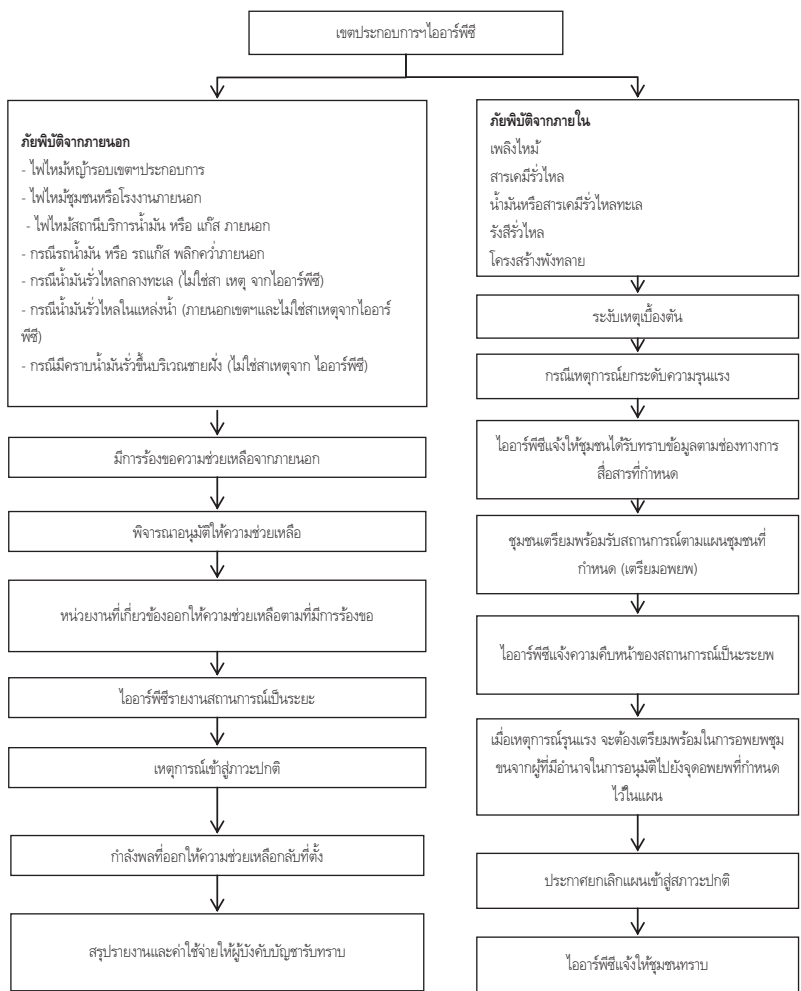 เขตประกอบการฯไออาร์พีซี
ภัยพิบัติจากภายนอก
- ไฟไหม้หญ้ารอบเขตฯประกอบการ
- ไฟไหม้ชุมชนหรือโรงงานภายนอก
- ไฟไหม้สถานีบริการน้ำมัน หรือ แก๊ส ภายนอก
- กรณีรถน้ำมัน หรือ รถแก๊ส พลิกคว่ำภายนอก
- กรณีน้ำมันรั่วไหลกลางทะเล (ไม่ใช่สา เหตุ จากไออาร์พีซี)
- กรณีน้ำมันรั่วไหลในแหล่งน้ำ (ภายนอกเขตฯและไม่ใช่สาเหตุจากไออาร์
พีซี)
- กรณีมีคราบน้ำมันรั่วขึ้นบริเวณชายฝั่ง (ไม่ใช่สาเหตุจาก ไออาร์พีซี)
มีการร้องขอความช่วยเหลือจากภายนอก
พิจารณาอนุมัติให้ความช่วยเหลือ
หน่วยงานที่เกี่ยวข้องออกให้ความช่วยเหลือตามที่มีการร้องขอ
ไออาร์พีซีรายงานสถานการณ์เป็นระยะ
เหตุการณ์เข้าสู่ภาวะปกติ
กำลังพลที่ออกให้ความช่วยเหลือกลับที่ตั้ง
สรุปรายงานและค่าใช้จ่ายให้ผู้บังคับบัญชารับทราบ
ภัยพิบัติจากภายใน
เพลิงไหม้
สารเคมีรั่วไหล
น้ำมันหรือสารเคมีรั่วไหลทะเล
รังสีรั่วไหล
โครงสร้างพังทลาย
ระงับเหตุเบื้องต้น
กรณีเหตุการณ์ยกระดับความรุนแรง
ไออาร์พีซีแจ้งให้ชุมชนได้รับทราบข้อมูลตามช่องทางการ
สื่อสารที่กำหนด
ชุมชนเตรียมพร้อมรับสถานการณ์ตามแผนชุมชนที่
กำหนด (เตรียมอพยพ)
ไออาร์พีซีแจ้งความคืบหน้าของสถานการณ์เป็นะระยพ
เมื่อเหตุการณ์รุนแรง จะต้องเตรียมพร้อมในการอพยพชุม
ชนจากผู้ที่มีอำนาจในการอนุมัติไปยังจุดอพยพที่กำหนด
ไว้ในแผน
ประกาศยกเลิกแผนเข้าสู่สภาวะปกติ
ไออาร์พีซีแจ้งให้ชุมชนทราบ